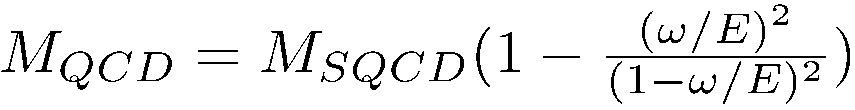 M_{QCD} = M_{SQCD}(1 - \frac{(\omega/E)^2}{(1-\omega/E)^2})